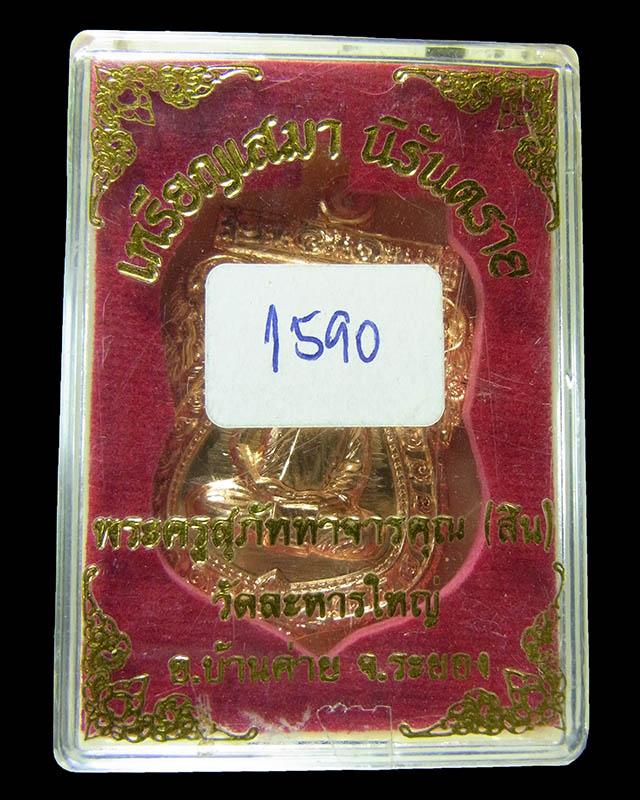 เหรียญเสมา นิรันตราย
1590
พระครูสุภัททาจารคุณ (สิน)
วัดละหารใหญ่
อ.บ้านค่าย จ.ระยอง